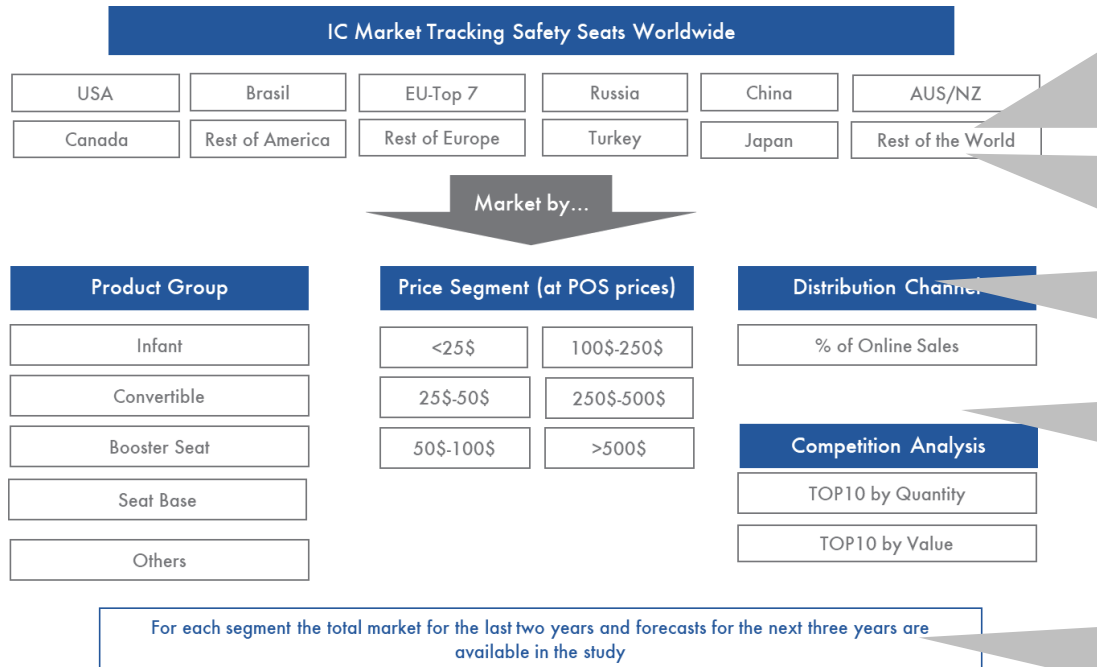 IC Market Tracking Safety Seats Worldwide
USA
Brasil
EU-Top 7
Russia
China
AUS/NZ
Canada
Rest of America
Rest of Europe
Turkey
Japan
Rest of the World
Market by...
Product Group
Infant
Convertible
Booster Seat
Seat Base
Others
Price Segment (at POS prices)
<25$
100$-250$
25$-50$
250$-500$
50$-100$
>500$
Distribution Channel
% of Online Sales
Competition Analysis
TOP10 by Quantity
TOP10 by Value
For each segment the total market for the last two years and forecasts for the next three years are
available in the study